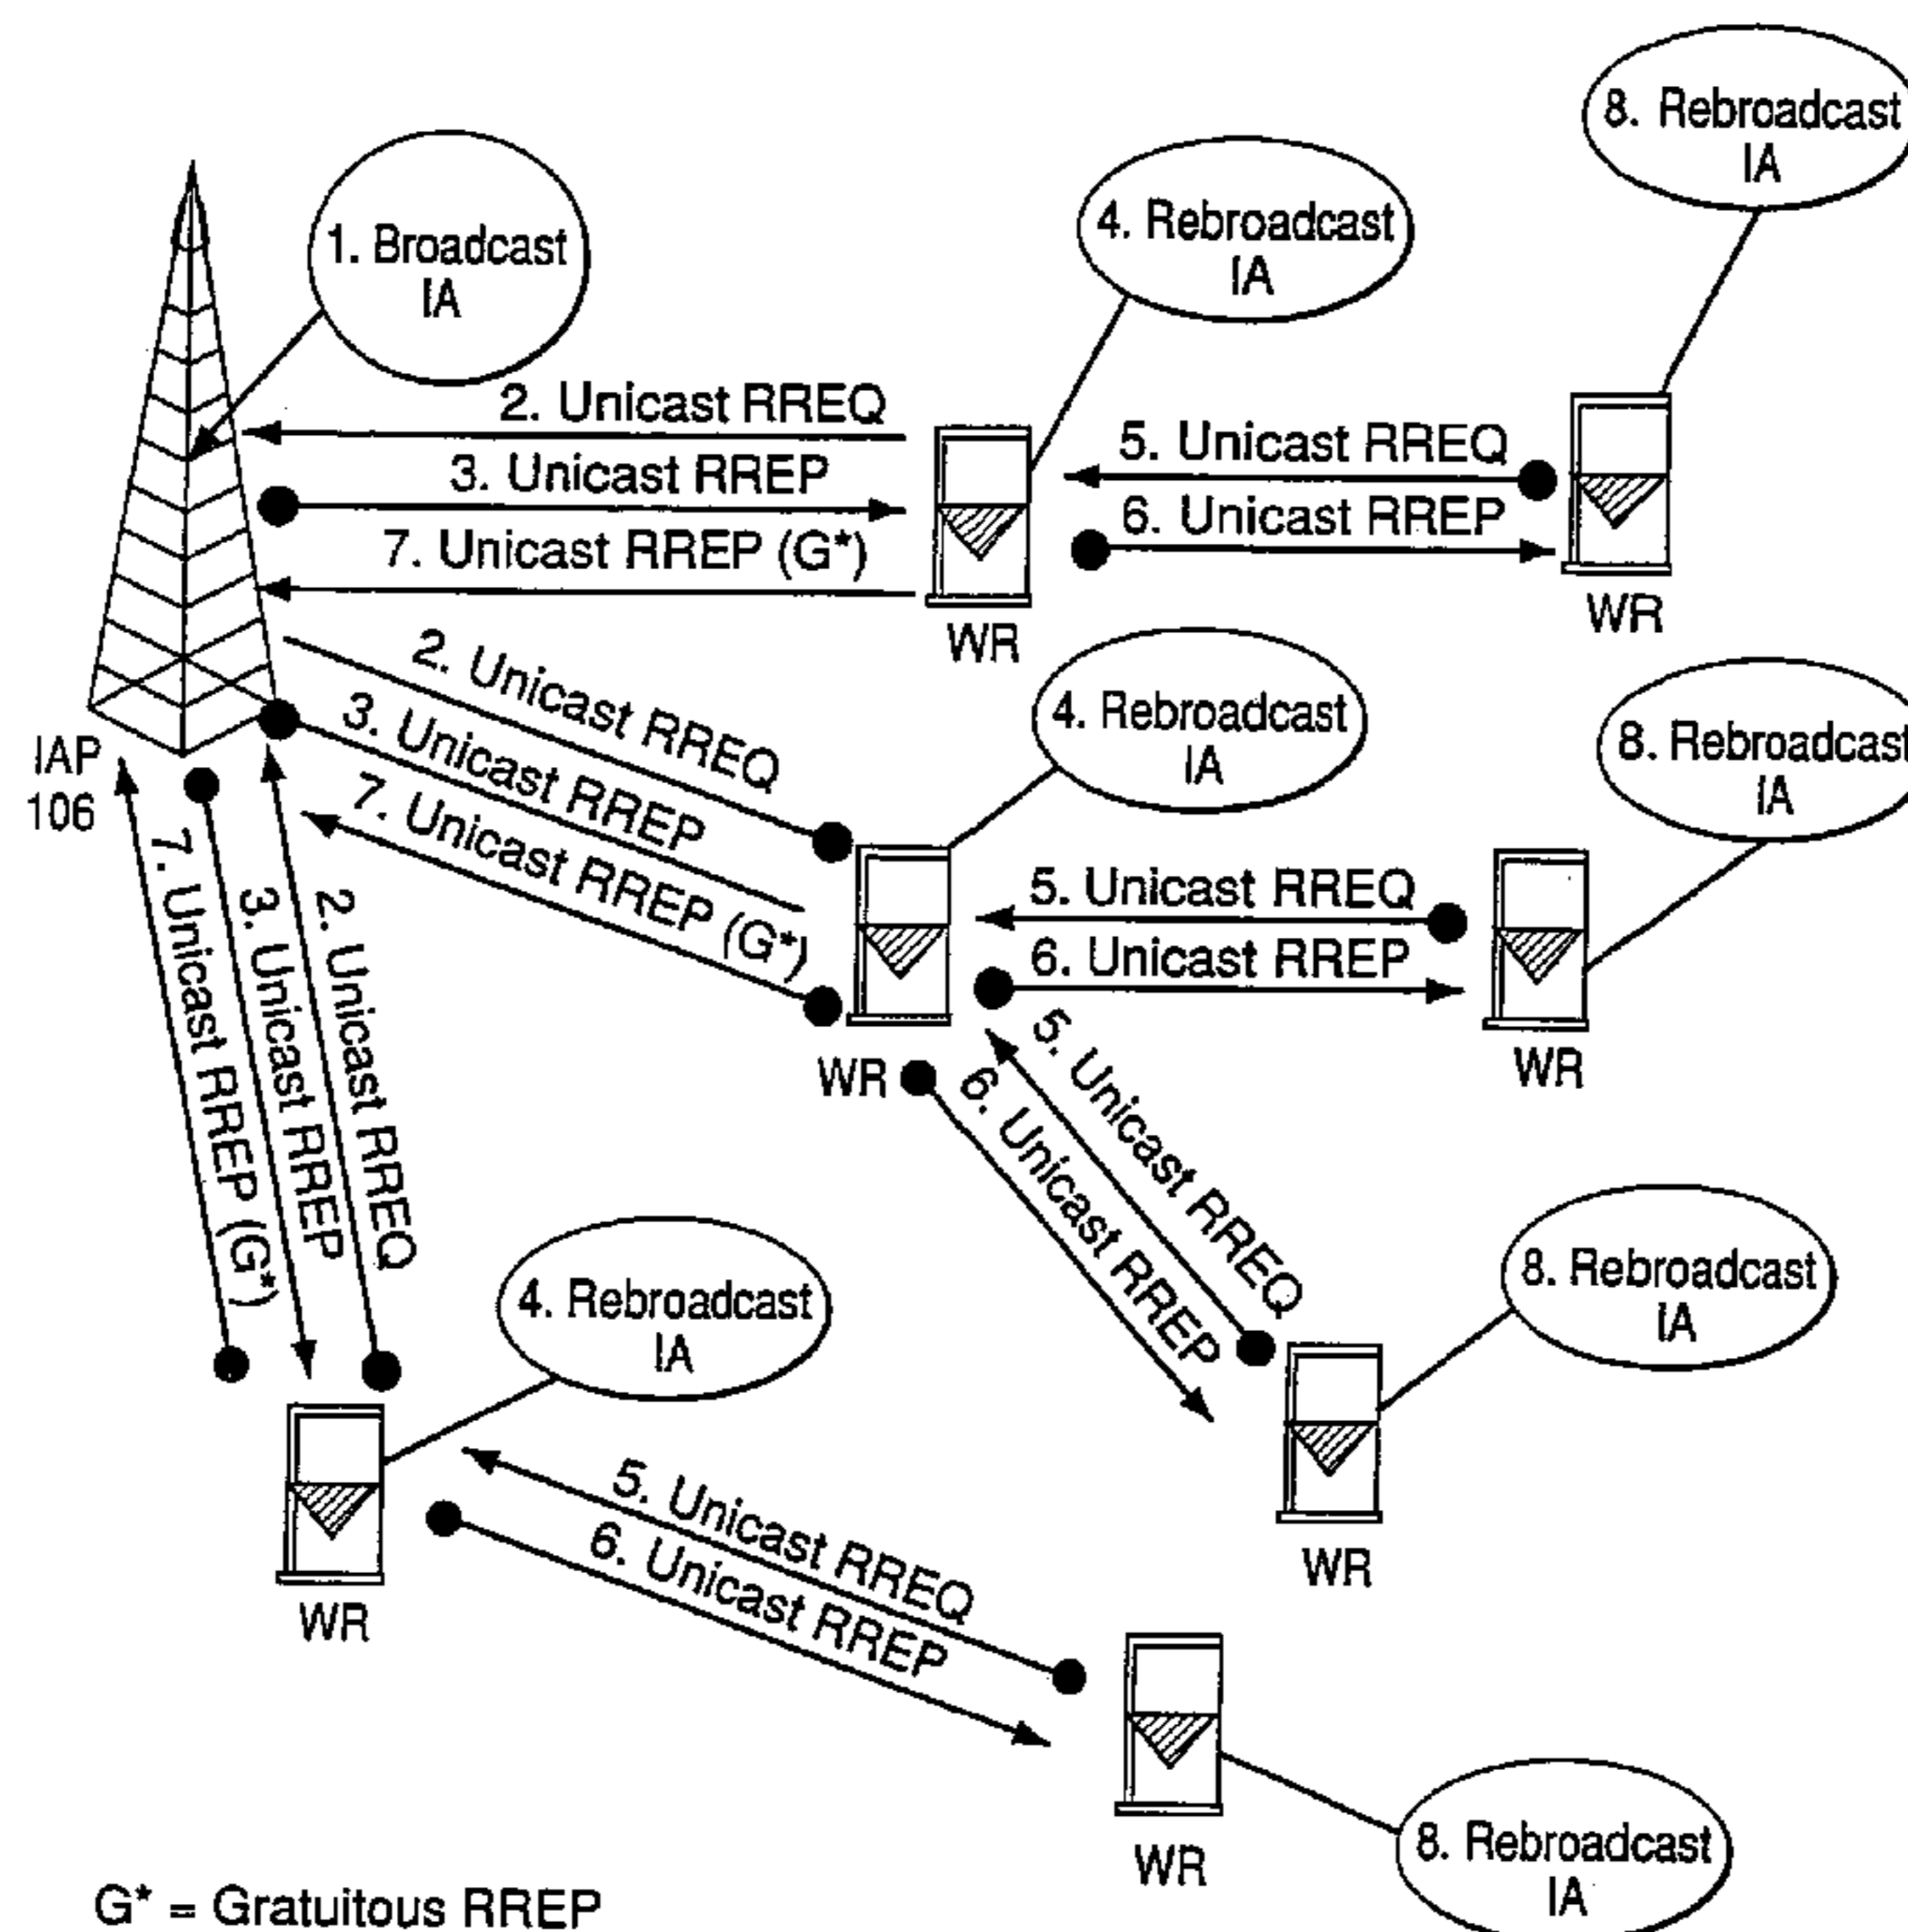 8. Rebroadcast
IA
1. Broadcast
IA
4. Rebroadcast
IA
2. Unicast RREQ
3. Unicast RREP
7. Unicast RREP (G*)
5. Unicast RREQ
6. Unicast RREP
WR
WR
2. Unicast RREQ
3. Unicast RREP
7. Unicast RREP (G*)
4. Rebroadcast
IA
8. Rebroadcast
IA
IAP
106
5. Unicast RREQ
6. Unicast RREP
WR
WR
7. Unicast RREP (G*)
3. Unicast RREP
2. Unicast RREQ
5. Unicast RREQ
6. Unicast RREP
4. Rebroadcast
IA
8. Rebroadcast
IA
WR
WR
5. Unicast RREQ
6. Unicast RREP
WR
8. Rebroadcast
IA
G* = Gratuitous RREP